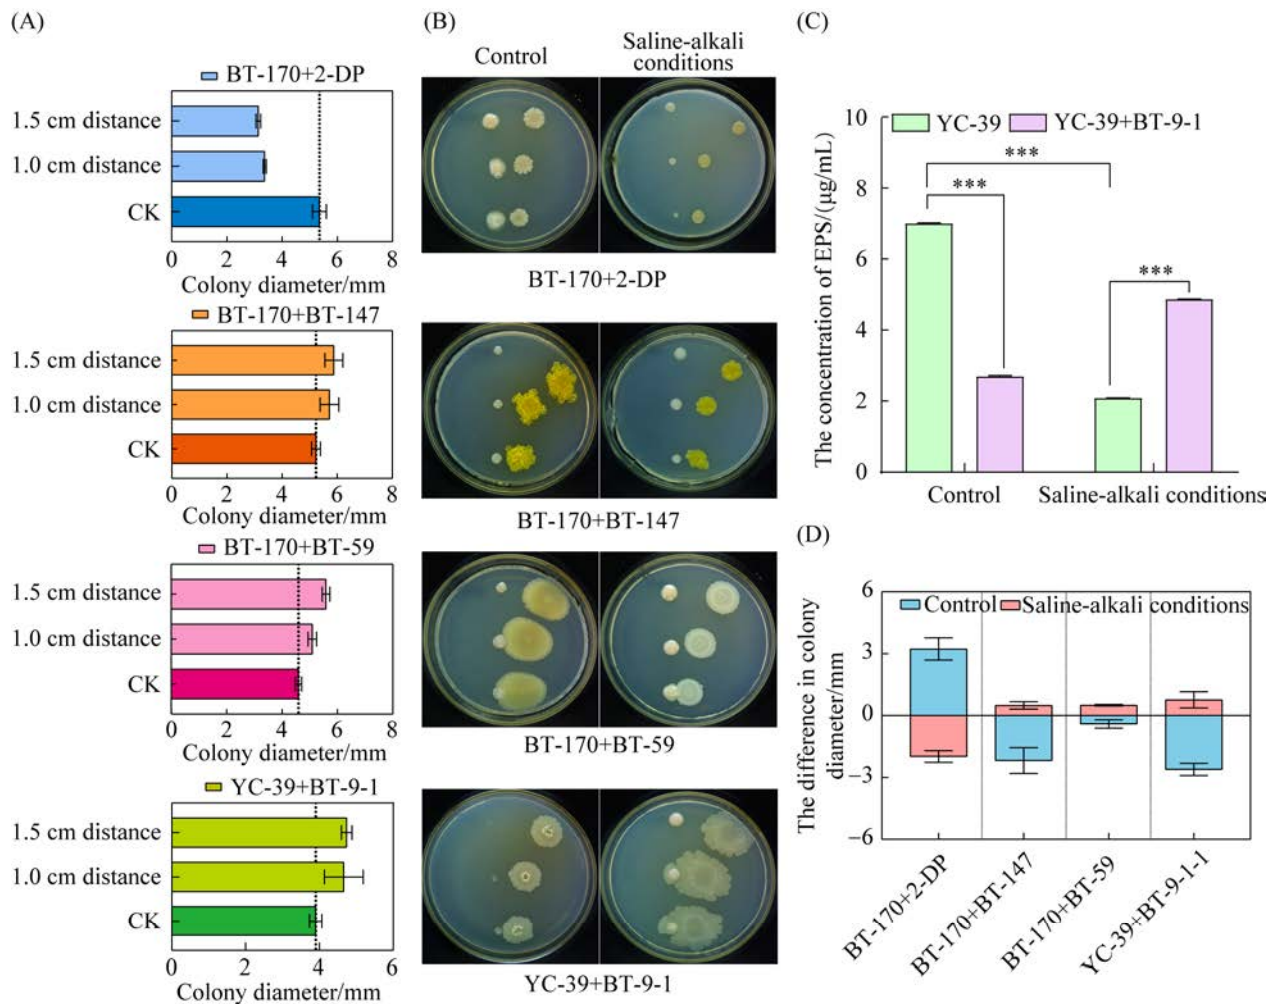 (A)
BT-170+2-DP
1.5 cm distance
1.0 cm distance
CK
0 2 4 6 8
Colony diameter/mm
BT-170+BT-147
1.5 cm distance
1.0 cm distance
CK
0 2 4 6 8
Colony diameter/mm
BT-170+BT-59
1.5 cm distance
1.0 cm distance
CK
0 2 4 6 8
Colony diameter/mm
YC-39+BT-9-1
1.5 cm distance
1.0 cm distance
CK
0 2 4 6
Colony diameter/mm
(B)
Control
Saline-alkali
conditions
BT-170+2-DP
BT-170+BT-147
BT-170+BT-59
YC-39+BT-9-1
(C)
The concentration of EPS/(μg/mL)
10
8
6
4
2
0
YC-39 YC-39+BT-9-1
***
***
***
Control Saline-alkali conditions
(D)
The difference in colony
diameter/mm
6
3
0
−3
−6
Control Saline-alkali conditions
BT-170+2-DP
BT-170+BT-147
BT-170+BT-59
YC-39+BT-9-1-1